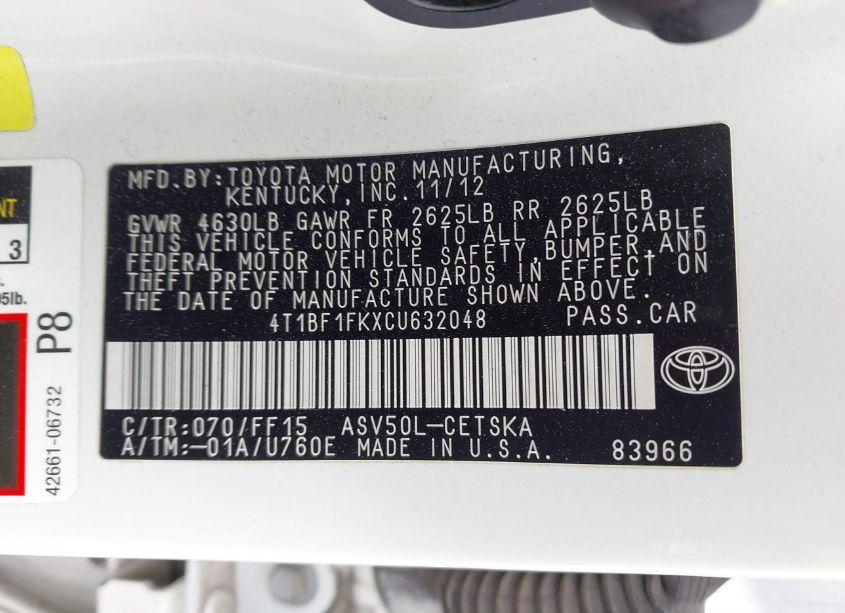 MFD.BY:TOYOTA MOTOR MANUFACTURING,
KENTUCKY,INC.11/12
GVWR 4630LB GAWR FR 2625LB RR 2625LB
THIS VEHICLE CONFORMS TO ALL APPLICABLE
FEDERAL MOTOR VEHICLE SAFETY,BUMPER,AND
THEFT PREVENTION STANDARDS IN EFFECT ON
THE DATE OF MANUFACTURE SHOWN ABOVE.
4T1BF1FKXCU632048 PASS.CAR
C/TR:070/FF15 ASV50L-CETSKA
A/TM:-01A/U760E MADE IN U.S.A. 83966
NT
3
5lb.
P8
42661-06732